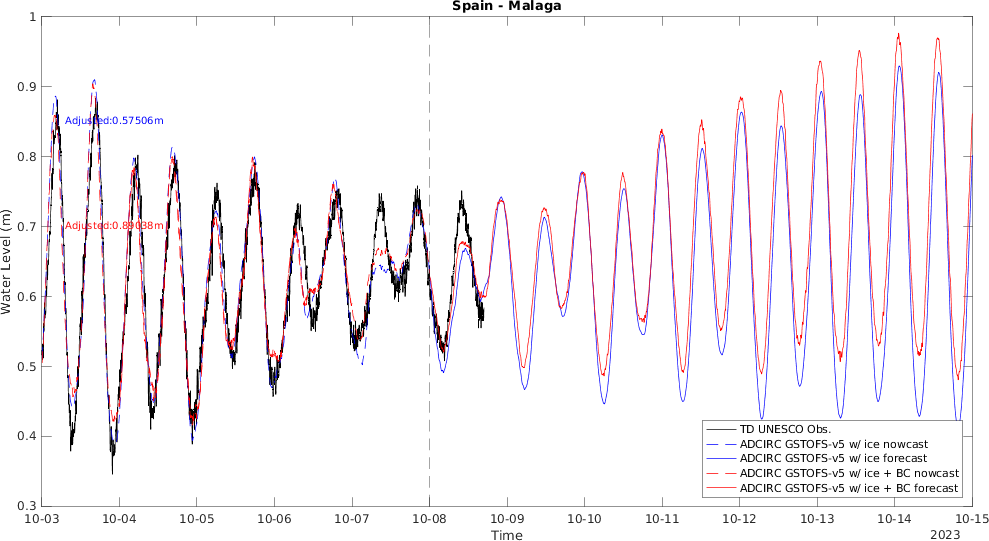 Spain - Malaga
1
0.9
Adjusted:0.57506m
0.8
0.7
Adjusted:0.89038m
Water Level (m)
0.6
0.5
0.4
0.3
TD UNESCO Obs.
ADCIRC GSTOFS-v5 w/ ice nowcast
ADCIRC GSTOFS-v5 w/ ice forecast
ADCIRC GSTOFS-v5 w/ ice + BC nowcast
ADCIRC GSTOFS-v5 w/ ice + BC forecast
10-03 10-04 10-05 10-06 10-07 10-08 10-09 10-10 10-11 10-12 10-13 10-14 10-15
Time
2023